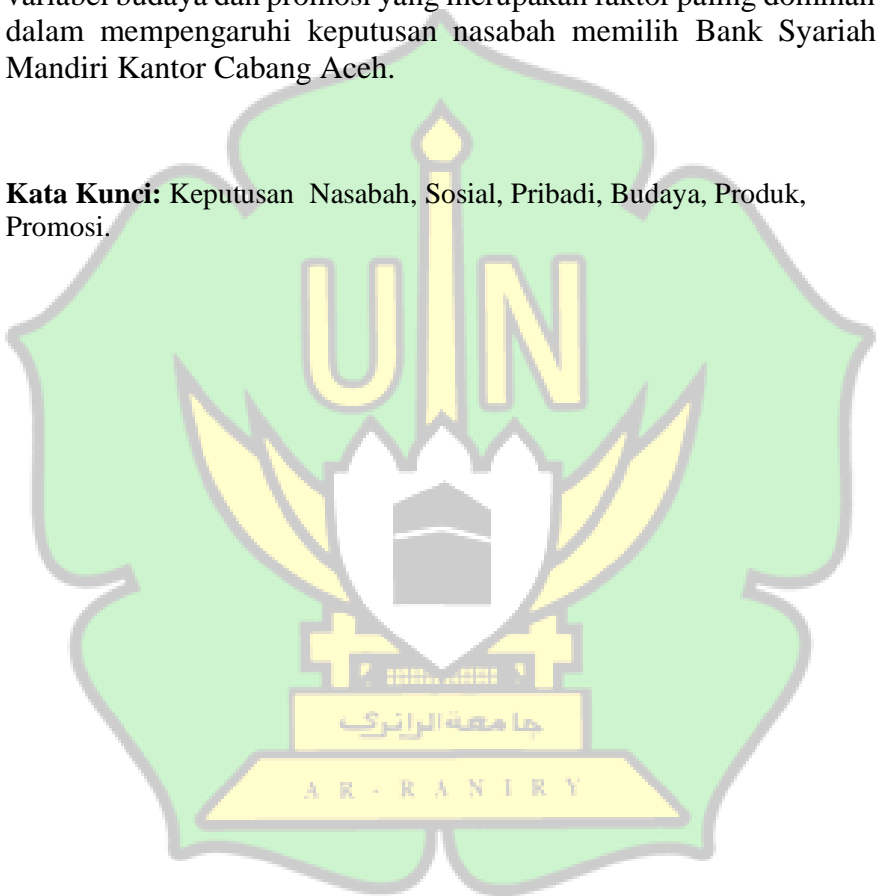 variabel budaya dan promosi yang merupakan faktor paling dominan
dalam mempengaruhi keputusan nasabah memilih Bank Syariah
Mandiri Kantor Cabang Aceh.
Kata Kunci: Keputusan Nasabah, Sosial, Pribadi, Budaya, Produk,
Promosi.
UIN
جامعة الرانري
AR-RANIRY